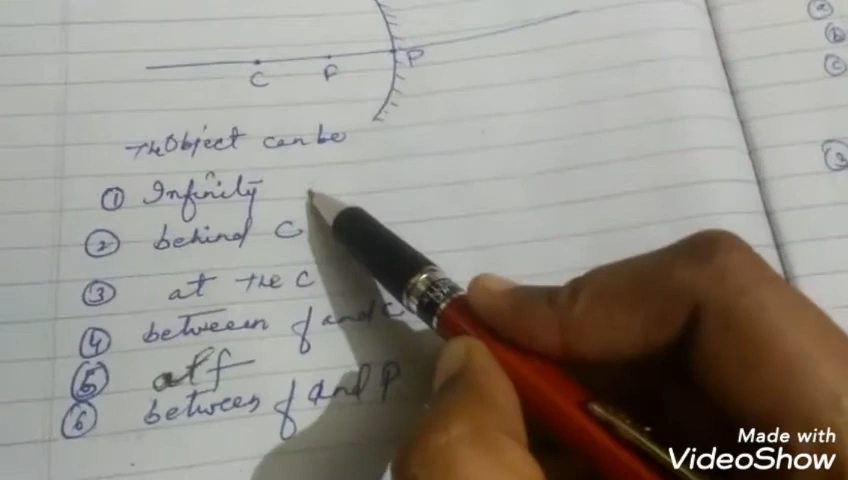 C F P
The Object can be
① Infinity
② behind C
③ at the C
④ between f and C
⑤ at f
⑥ between f and P
a
b
c
3
Made with
VideoShow